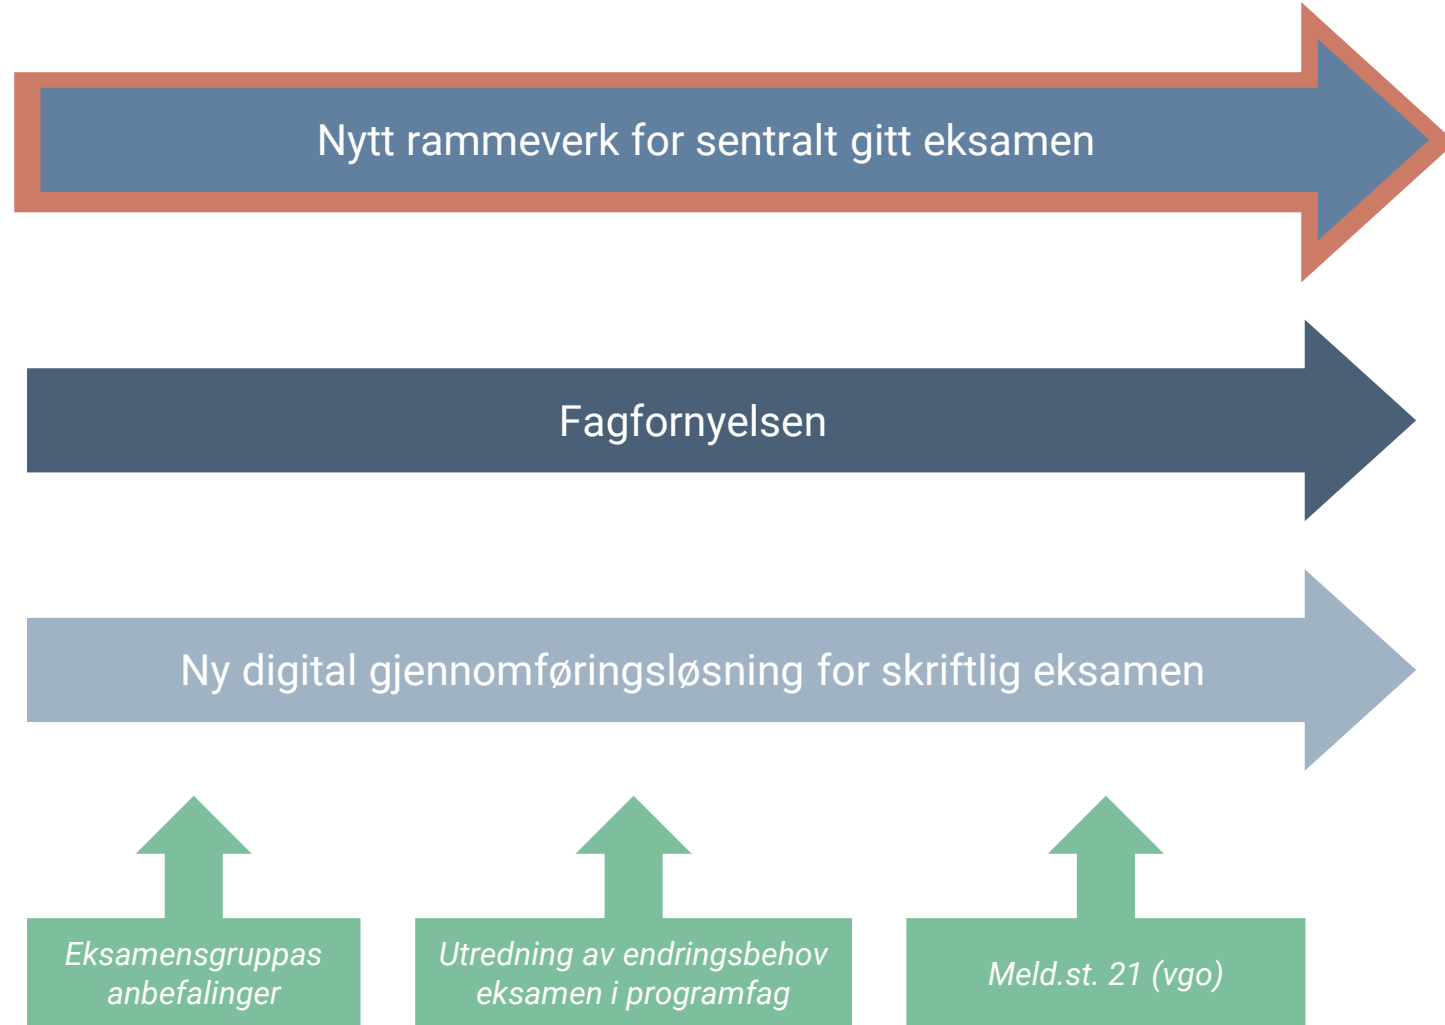 Nytt rammeverk for sentralt gitt eksamen
Fagfornyelsen
Ny digital gjennomføringsløsning for skriftlig eksamen
Eksamensgruppas
anbefalinger
Utredning av endringsbehov
eksamen i programfag
Meld.st. 21 (vgo)